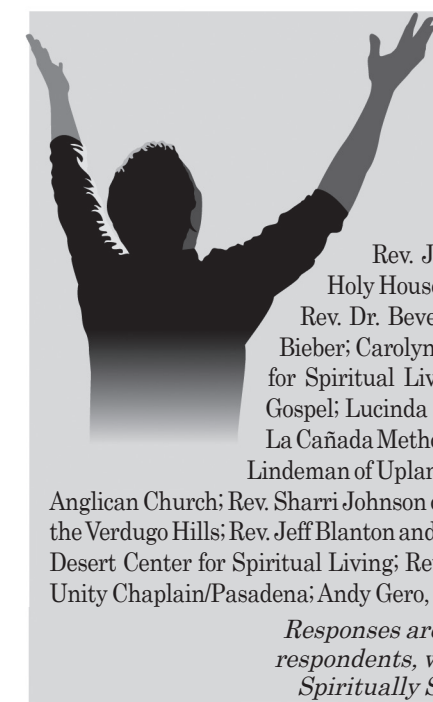 Rev. J
Holy House
Rev. Dr. Beve
Bieber; Carolyn
for Spiritual Liv
Gospel; Lucinda
La Cañada Metho
Lindeman of Uplan
Anglican Church; Rev. Sharri Johnson
the Verdugo Hills; Rev. Jeff Blanton and
Desert Center for Spiritual Living; Rev
Unity Chaplain/Pasadena; Andy Gero,
Responses are
respondents, w
Spiritually S